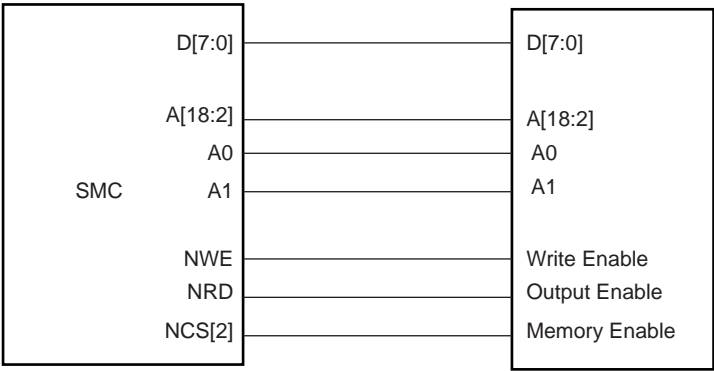 D[7:0] D[7:0]
A[18:2] A[18:2]
A0 A0
SMC A1 A1
NWE Write Enable
NRD Output Enable
NCS[2] Memory Enable